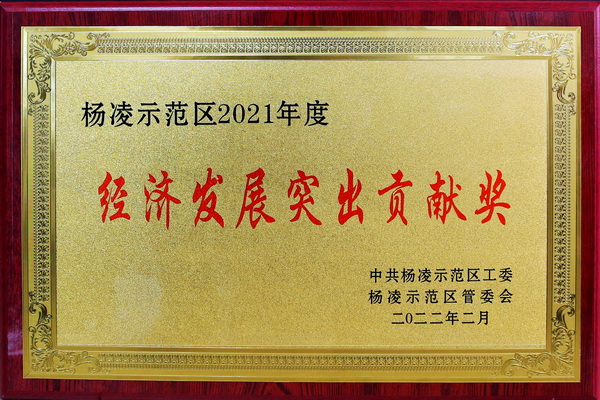 杨凌示范区2021年度
经济发展突出贡献奖
中共杨凌示范区工委
杨凌示范区管委会
二〇二二年二月